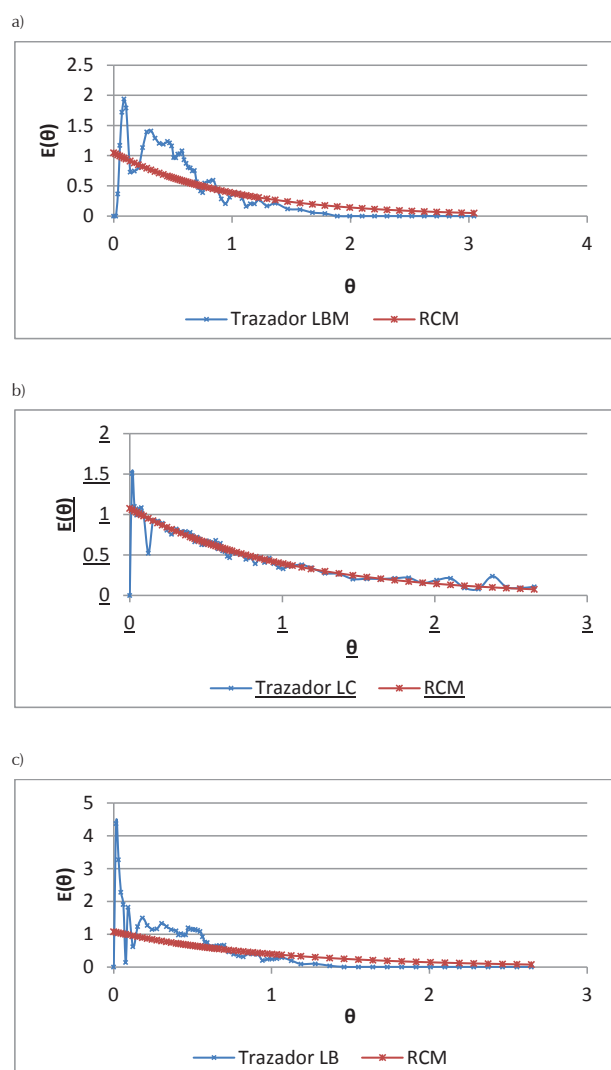 a)
2.5
2
1.5
1
0.5
0
E(θ)
0 1 2 3 4
θ
Trazador LBM RCM
b)
2
1.5
1
0.5
0
E(θ)
0 1 2 3
θ
Trazador LC RCM
c)
5
4
3
2
1
0
E(θ)
0 1 2 3
θ
Trazador LB RCM